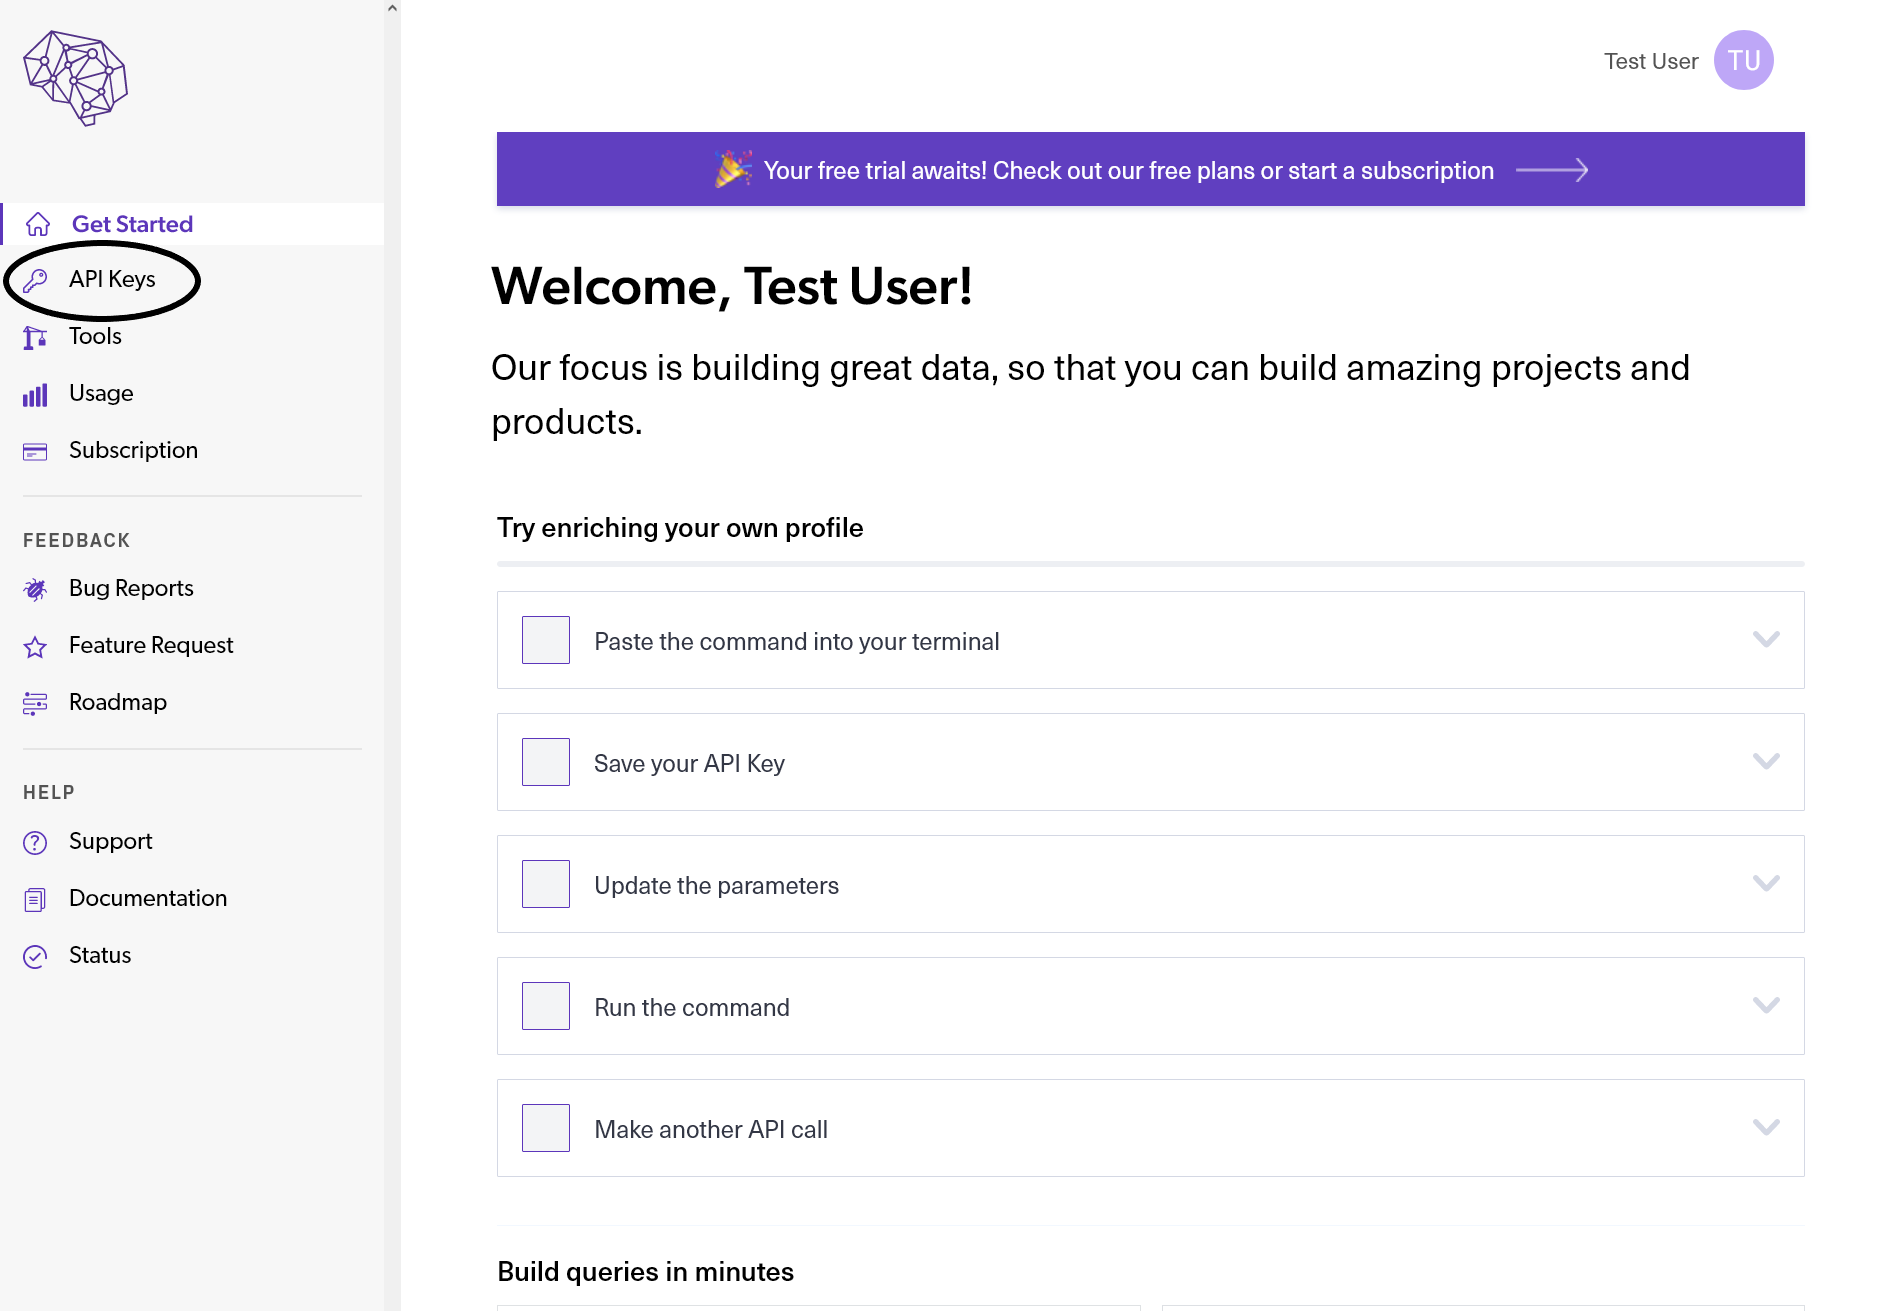 Test User
TU
Your free trial awaits! Check out our free plans or start a subscription
Get Started
API Keys
Tools
Usage
Subscription
FEEDBACK
Bug Reports
Feature Request
Roadmap
HELP
Support
Documentation
Status
Welcome, Test User!
Our focus is building great data, so that you can build amazing projects and
products.
Try enriching your own profile
Paste the command into your terminal
Save your API Key
Update the parameters
Run the command
Make another API call
Build queries in minutes